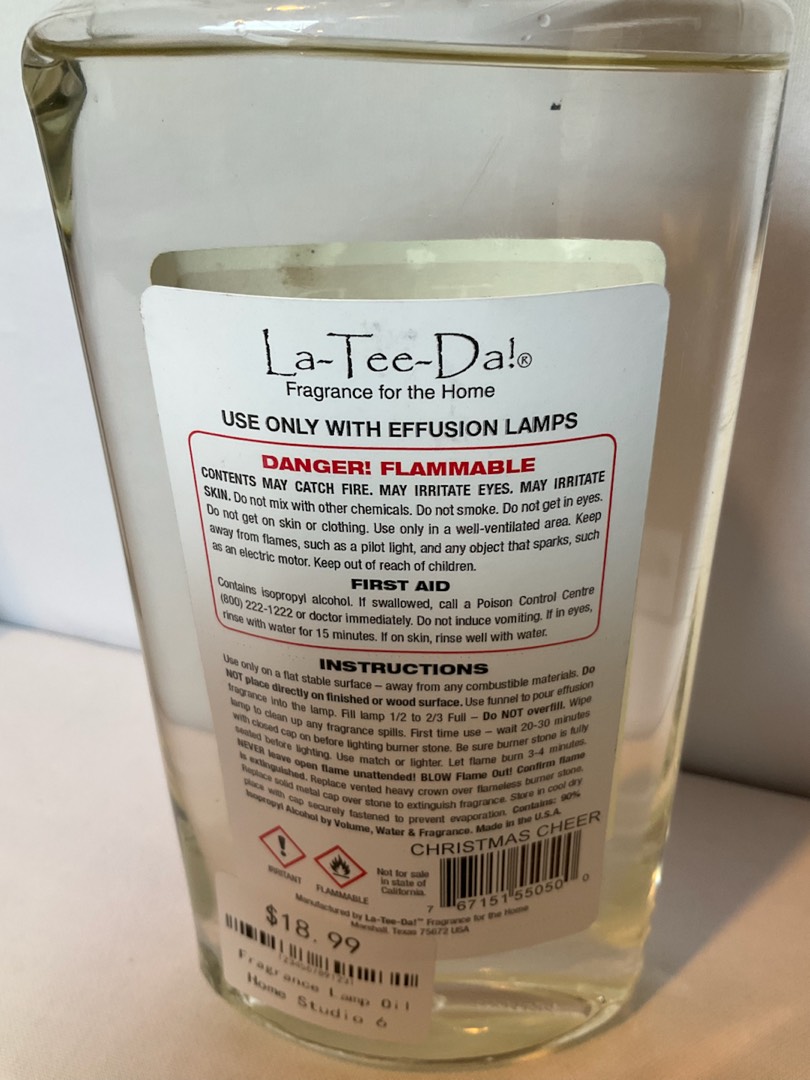 La-Tee-Da!®
Fragrance for the Home
USE ONLY WITH EFFUSION LAMPS
DANGER! FLAMMABLE
CONTENTS MAY CATCH FIRE. MAY IRRITATE EYES. MAY IRRITATE
SKIN. Do not mix with other chemicals. Do not smoke. Do not get in eyes.
Do not get on skin or clothing. Use only in a well-ventilated area. Keep
away from flames, such as a pilot light, and any object that sparks, such
as an electric motor. Keep out of reach of children.
FIRST AID
Contains isopropyl alcohol. If swallowed, call a Poison Control Centre
(800) 222-1222 or doctor immediately. Do not induce vomiting. If in eyes,
rinse with water for 15 minutes. If on skin, rinse well with water.
INSTRUCTIONS
Use only on a flat stable surface – away from any combustible materials. Do
NOT place directly on finished or wood surface. Use funnel to pour effusion
fragrance into the lamp. Fill lamp 1/2 to 2/3 Full – Do NOT overfill. Wipe
lamp to clean up any fragrance spills. First time use – wait 20-30 minutes
with closed cap on before lighting burner stone. Be sure burner stone is fully
sealed before lighting. Use match or lighter. Let flame burn 3-4 minutes.
NEVER leave open flame unattended! BLOW Flame Out! Confirm flame
is extinguished. Replace vented heavy crown over flameless burner stone.
Replace solid metal cap over stone to extinguish fragrance. Store in cool dry
place with cap securely fastened to prevent evaporation. Contains: 90%
Isopropyl Alcohol by Volume, Water & Fragrance. Made in the U.S.A.
CHRISTMAS CHEER
IRRITANT
FLAMMABLE
Not for sale
in state of
California.
7 67151 55050 0
Manufactured by La-Tee-Da!™ Fragrance for the Home
Marshall, Texas 75672 USA
$18.99
Fragrance Lamp Oil
Home Studio 6